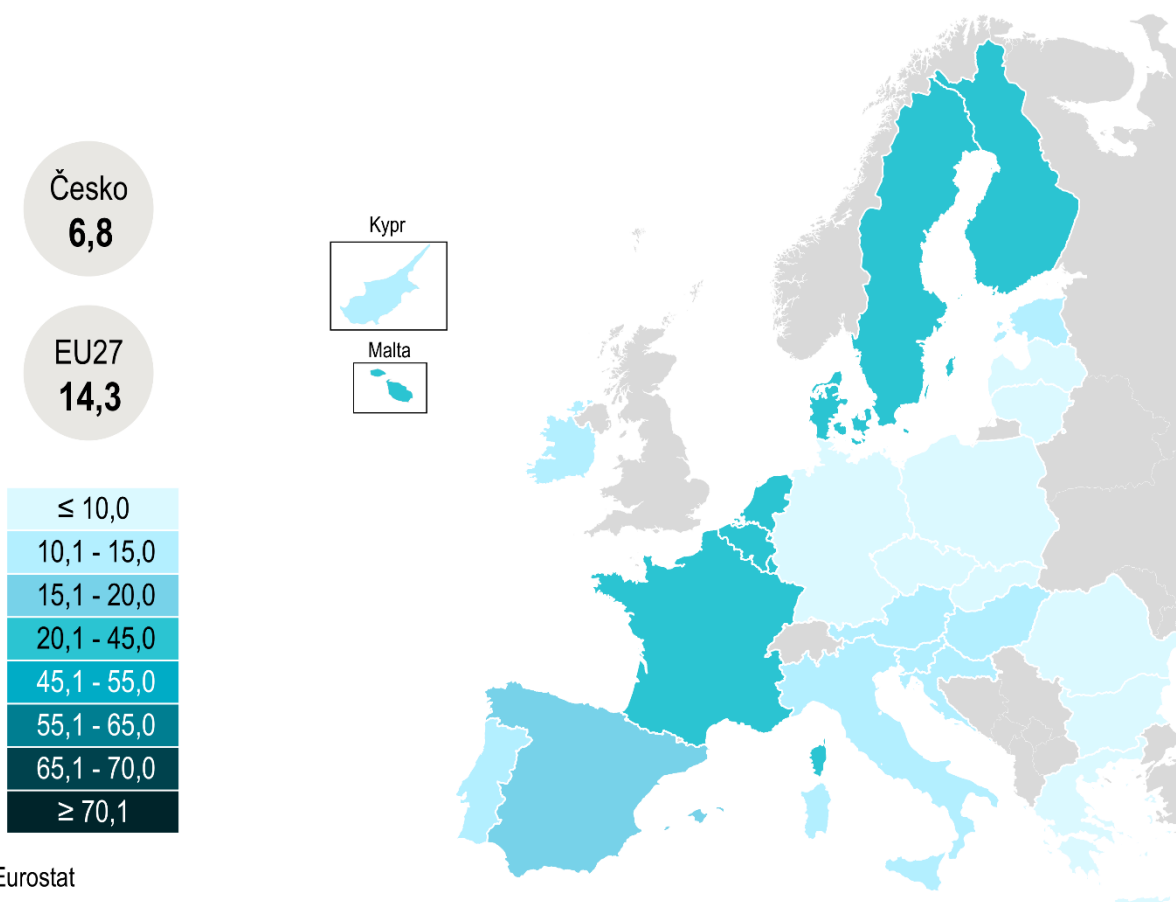 Česko
6,8
Kypr
EU27
14,3
Malta
≤ 10,0
10,1 - 15,0
15,1 - 20,0
20,1 - 45,0
45,1 - 55,0
55,1 - 65,0
65,1 - 70,0
≥ 70,1
Eurostat